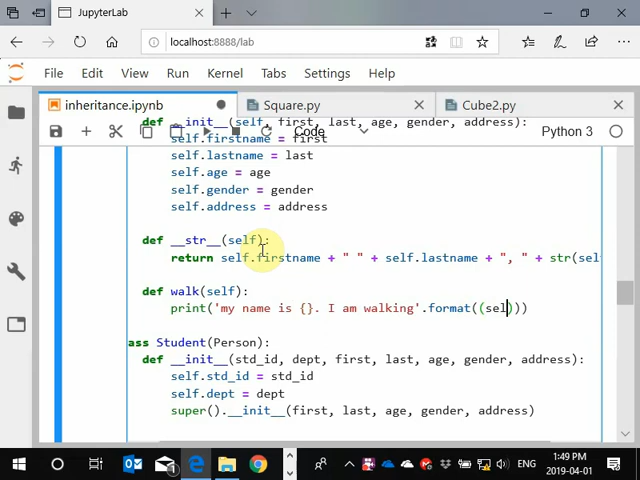 JupyterLab
localhost:8888/lab
File Edit View Run Kernel Tabs Settings Help
inheritance.ipynb Square.py Cube2.py
Code Python 3
def __init__(self, first, last, age, gender, address):
self.firstname = first
self.lastname = last
self.age = age
self.gender = gender
self.address = address
def __str__(self):
return self.firstname + " " + self.lastname + ", " + str(sel
def walk(self):
print('my name is {}. I am walking'.format((sel)))
ass Student(Person):
def __init__(std_id, dept, first, last, age, gender, address):
self.std_id = std_id
self.dept = dept
super().__init__(first, last, age, gender, address)
ENG
1:49 PM
2019-04-01